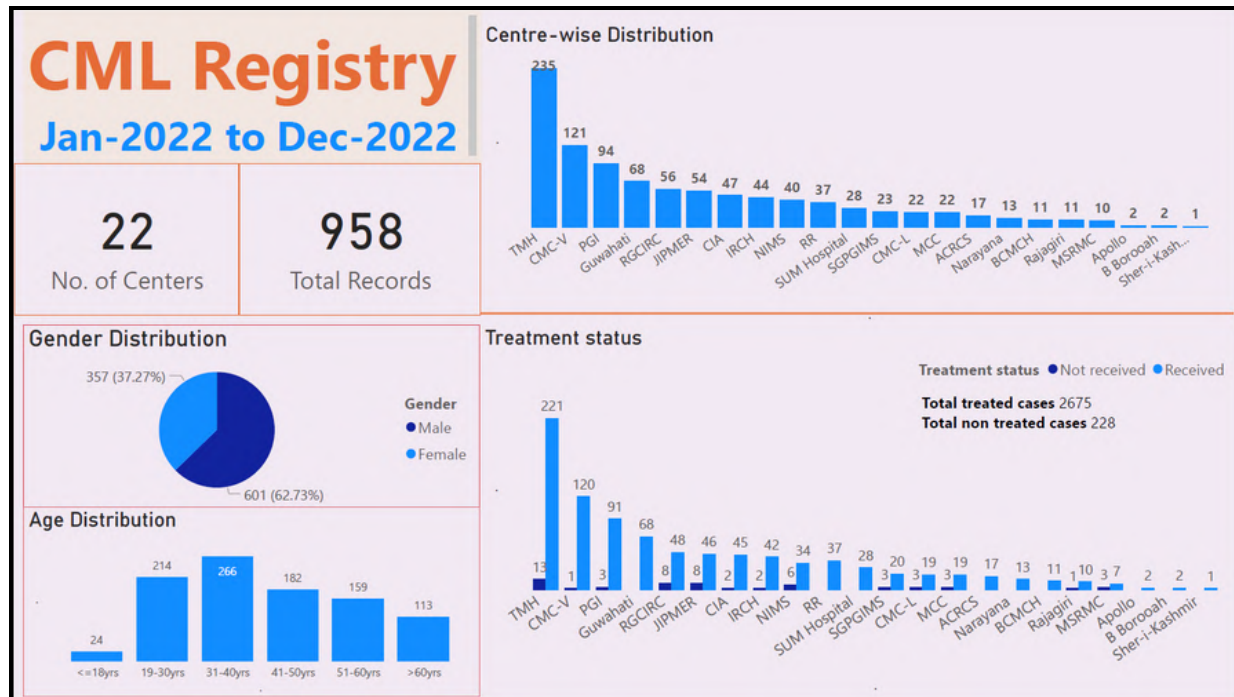 CML Registry
Jan-2022 to Dec-2022
22
No. of Centers
958
Total Records
Centre-wise Distribution
235 121 94 68 56 54 47 44 40 37 28 23 22 22 17 13 11 11 10 2 2 1
TMH CMC-V PGI Guwahati RGCIRC JIPMER CIA IRCH NIMS RR SUM Hospital SGPGIMS CMC-L MCC ACRCS Narayana BCMCH Rajagiri MSRMC Apollo B Borooah Sher-i-Kash...
Gender Distribution
357 (37.27%)
Gender
Male
Female
601 (62.73%)
Age Distribution
24 214 266 182 159 113
<=18yrs 19-30yrs 31-40yrs 41-50yrs 51-60yrs >60yrs
Treatment status
Treatment status Not received Received
Total treated cases 2675
Total non treated cases 228
13 221 1 120 3 91 68 8 48 8 46 2 45 2 42 6 34 37 28 3 20 3 19 3 19 17 13 11 1 10 3 7 2 2 1
TMH CMC-V PGI Guwahati RGCIRC JIPMER CIA IRCH NIMS RR SUM Hospital SGPGIMS CMC-L MCC ACRCS Narayana BCMCH Rajagiri MSRMC Apollo B Borooah Sher-i-Kashmir